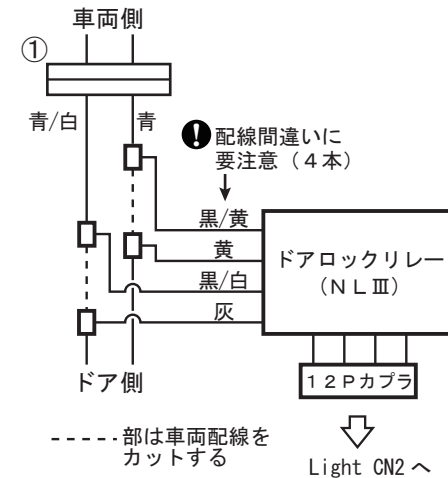 車両側
①
青/白
青
!
配線間違いに
要注意（４本）
黒/黄
黄
黒/白
灰
ドアロックリレー
（ＮＬⅢ）
１２Ｐカプラ
ドア側
部は車両配線を
カットする
Light CN2 へ